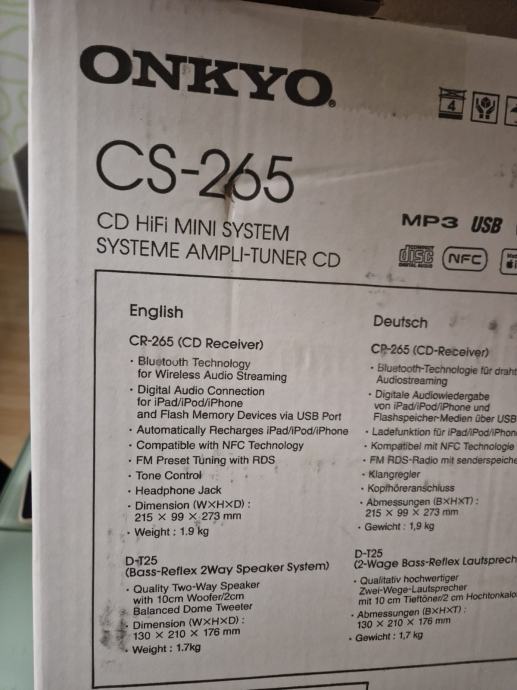 ONKYO®
CS-265
CD HiFi MINI SYSTEM
SYSTEME AMPLI-TUNER CD
4
MP3 USB
COMPACT
disc
DIGITAL AUDIO
NFC
English
CR-265 (CD Receiver)
· Bluetooth Technology
for Wireless Audio Streaming
· Digital Audio Connection
for iPad/iPod/iPhone
and Flash Memory Devices via USB Port
· Automatically Recharges iPad/iPod/iPhone
· Compatible with NFC Technology
· FM Preset Tuning with RDS
· Tone Control
· Headphone Jack
· Dimension (W×H×D) :
215 × 99 × 273 mm
· Weight : 1.9 kg
D-T25
(Bass-Reflex 2Way Speaker System)
· Quality Two-Way Speaker
with 10cm Woofer/2cm
Balanced Dome Tweeter
· Dimension (W×H×D) :
130 × 210 × 176 mm
· Weight : 1.7kg
Deutsch
CR-265 (CD-Receiver)
· Bluetooth-Technologie für draht
Audiostreaming
· Digitale Audiowiedergabe
von iPad/iPod/iPhone und
Flashspeicher-Medien über USB
· Ladefunktion für iPad/iPod/iPhon
· Kompatibel mit NFC Technologie
· FM RDS-Radio mit senderspeiche
· Klangregler
· Kopfhöreranschluss
· Abmessungen (B×H×T) :
215 × 99 × 273 mm
· Gewicht : 1,9 kg
D-T25
(2-Wage Bass-Reflex Lautsprech
· Qualitativ hochwertiger
Zwei-Wege-Lautsprecher
mit 10 cm Tieftöner/2 cm Hochtonkalo
· Abmessungen (B×H×T) :
130 × 210 × 176 mm
· Gewicht : 1,7 kg